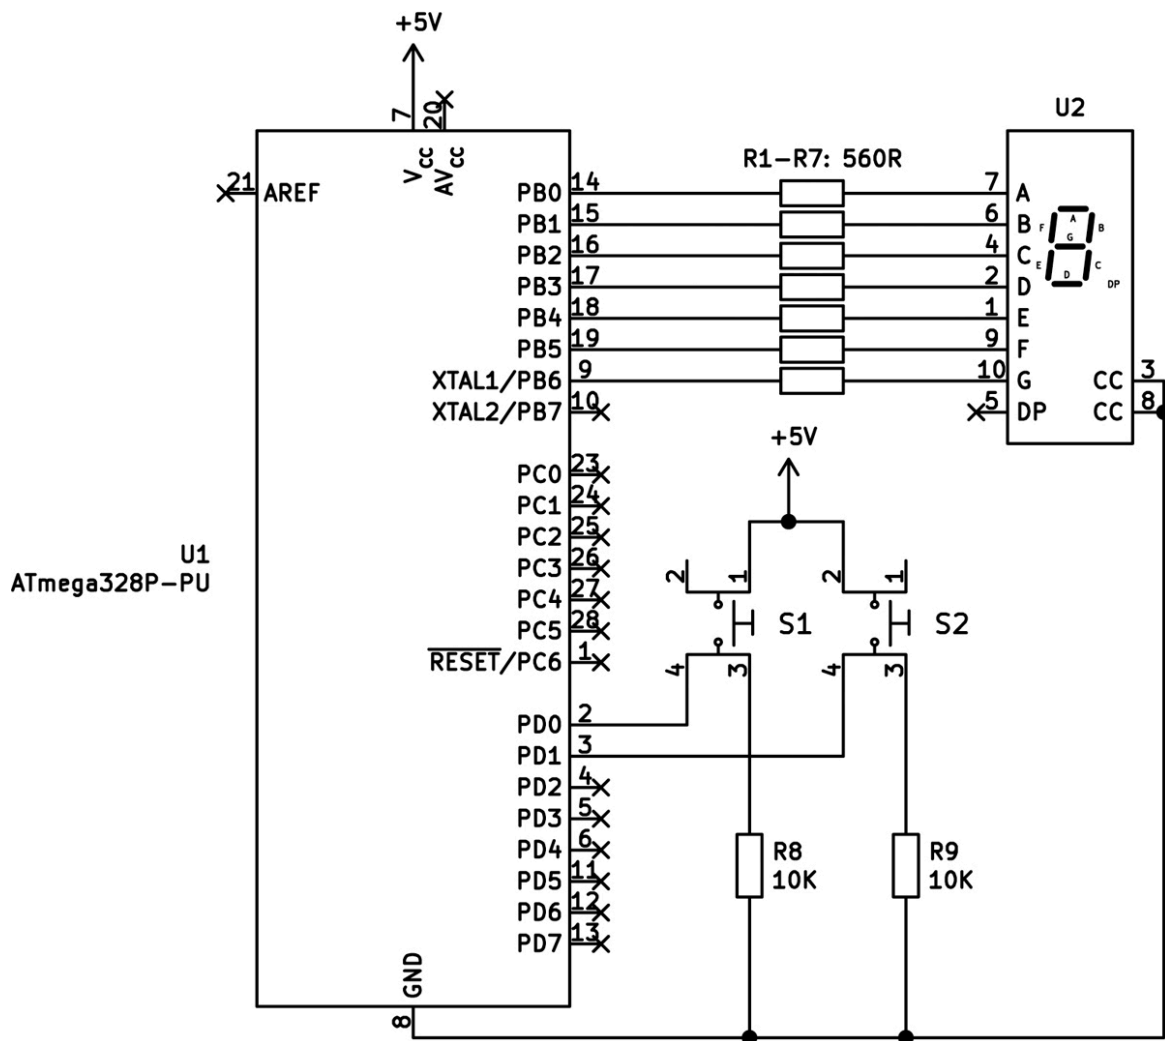 +5V
7
20
U2
VCC
AVCC
R1-R7: 560R
21 AREF
PB0 14
7 A
PB1 15
6 B
PB2 16
4 C
PB3 17
2 D
PB4 18
1 E
PB5 19
9 F
XTAL1/PB6 9
10 G
CC 3
XTAL2/PB7 10
5 DP
CC 8
A
F
B
G
E
C
D
DP
+5V
PC0 23
PC1 24
PC2 25
PC3 26
PC4 27
PC5 28
RESET/PC6 1
U1
ATmega328P-PU
2
1
2
1
S1
S2
4
3
4
3
PD0 2
PD1 3
PD2 4
PD3 5
PD4 6
PD5 11
PD6 12
PD7 13
R8
10K
R9
10K
GND
8